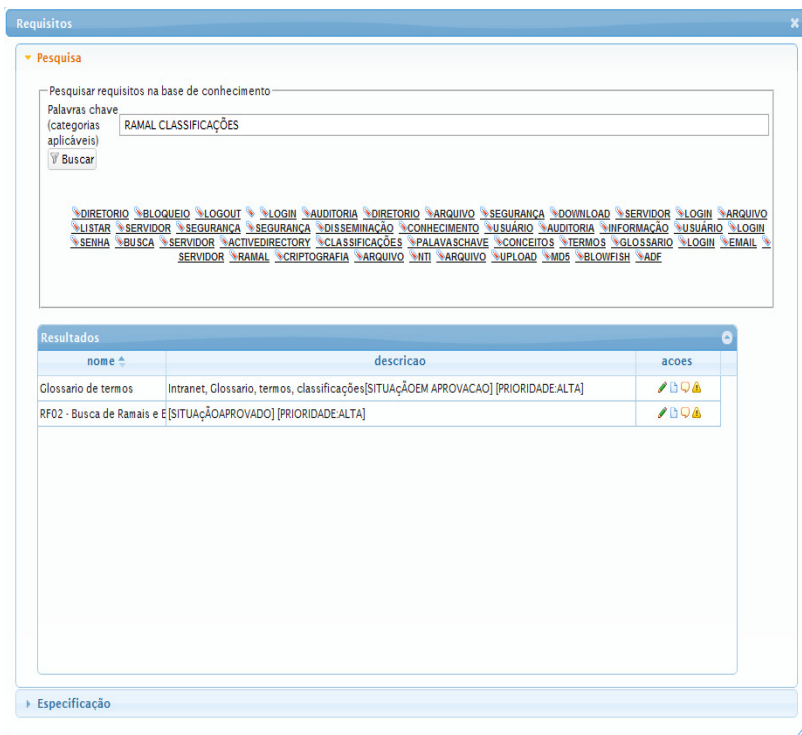 Requisitos
Pesquisa
Pesquisar requisitos na base de conhecimento
Palavras chave
(categorias
aplicáveis)
RAMAL CLASSIFICAÇÕES
Buscar
DIRETORIO BLOQUEIO LOGOUT LOGIN AUDITORIA DIRETORIO ARQUIVO SEGURANÇA DOWNLOAD SERVIDOR LOGIN ARQUIVO
LISTAR SERVIDOR SEGURANÇA SEGURANÇA DISSEMINAÇÃO CONHECIMENTO USUÁRIO AUDITORIA INFORMAÇÃO USUÁRIO LOGIN
SENHA BUSCA SERVIDOR ACTIVEDIRECTORY CLASSIFICAÇÕES PALAVASCHAVE CONCEITOS TERMOS GLOSSARIO LOGIN EMAIL
SERVIDOR RAMAL CRIPTOGRAFIA ARQUIVO NTI ARQUIVO UPLOAD MD5 BLOWFISH ADF
Resultados
nome descricao acoes
Glossario de termos Intranet, Glossario, termos, classificações[SITUAçÃOEM APROVACAO] [PRIORIDADE:ALTA]
RF02 - Busca de Ramais e E [SITUAçÃOAPROVADO] [PRIORIDADE:ALTA]
Especificação